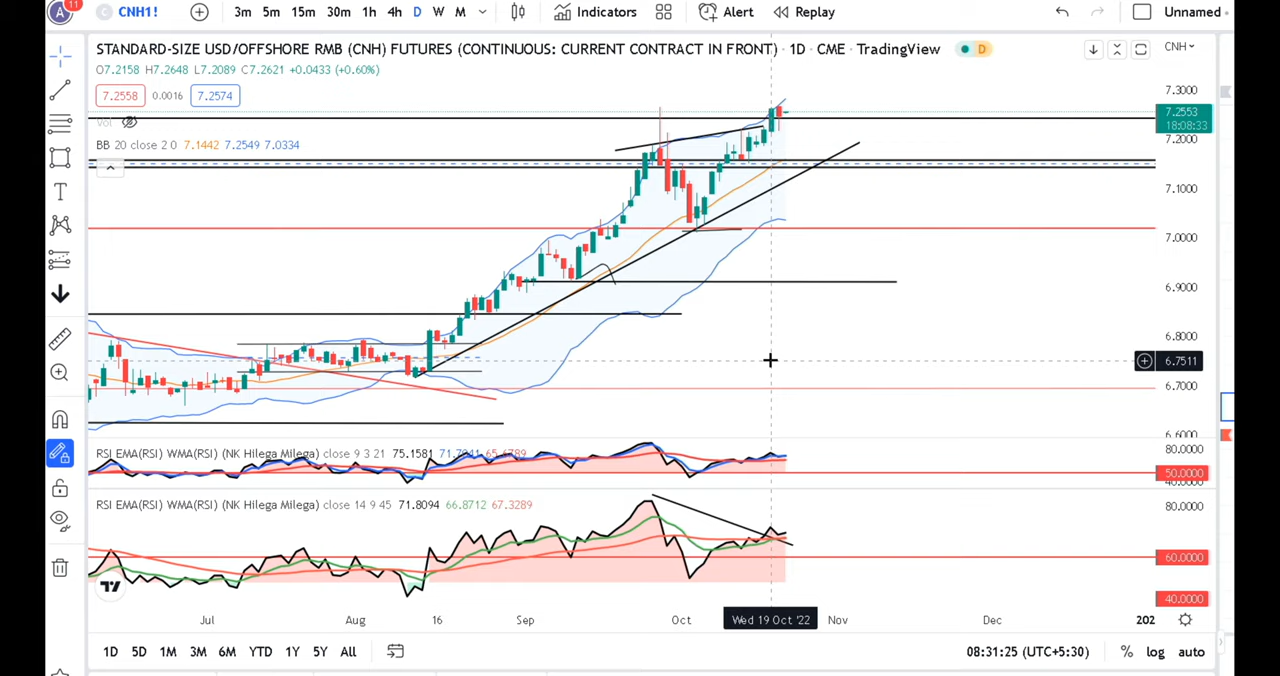 A 11 CNH1! 3m 5m 15m 30m 1h 4h D W M Indicators Alert Replay Unnamed
STANDARD-SIZE USD/OFFSHORE RMB (CNH) FUTURES (CONTINUOUS: CURRENT CONTRACT IN FRONT) · 1D · CME · TradingView D CNH
O7.2158 H7.2648 L7.2089 C7.2621 +0.0433 (+0.60%)
7.2558 0.0016 7.2574
Vol
BB 20 close 2 0 7.1442 7.2549 7.0334
7.3000
7.2553
18:08:33
7.2000
7.1000
7.0000
6.9000
6.8000
6.7511
6.7000
6.6000
RSI EMA(RSI) WMA(RSI) (NK Hilega Milega) close 9 3 21 75.1581
80.0000
50.0000
40.0000
RSI EMA(RSI) WMA(RSI) (NK Hilega Milega) close 14 9 45 71.8094 66.8712 67.3289
80.0000
60.0000
40.0000
Jul Aug 16 Sep Oct Wed 19 Oct '22 Nov Dec 202
1D 5D 1M 3M 6M YTD 1Y 5Y All 08:31:25 (UTC+5:30) % log auto